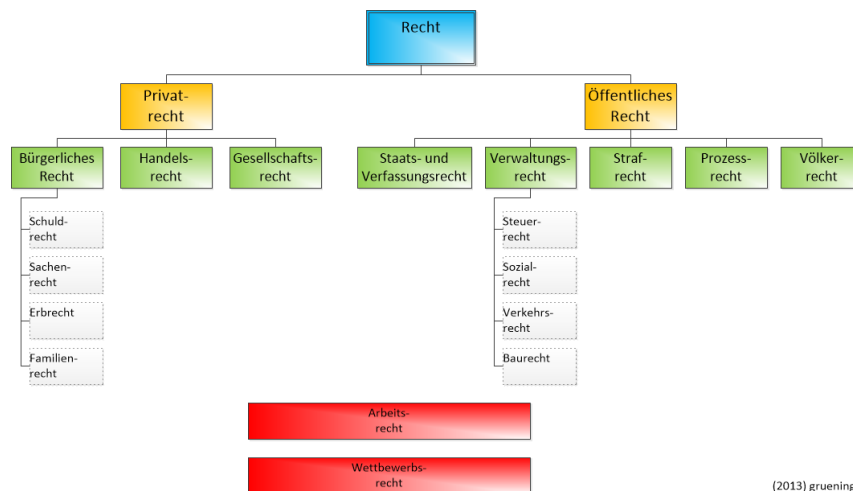 Recht
Privat-
recht
Öffentliches
Recht
Bürgerliches
Recht
Handels-
recht
Gesellschafts-
recht
Staats- und
Verfassungsrecht
Verwaltungs-
recht
Straf-
recht
Prozess-
recht
Völker-
recht
Schuld-
recht
Sachen-
recht
Erbrecht
Familien-
recht
Steuer-
recht
Sozial-
recht
Verkehrs-
recht
Baurecht
Arbeits-
recht
Wettbewerbs-
recht
(2013) gruening